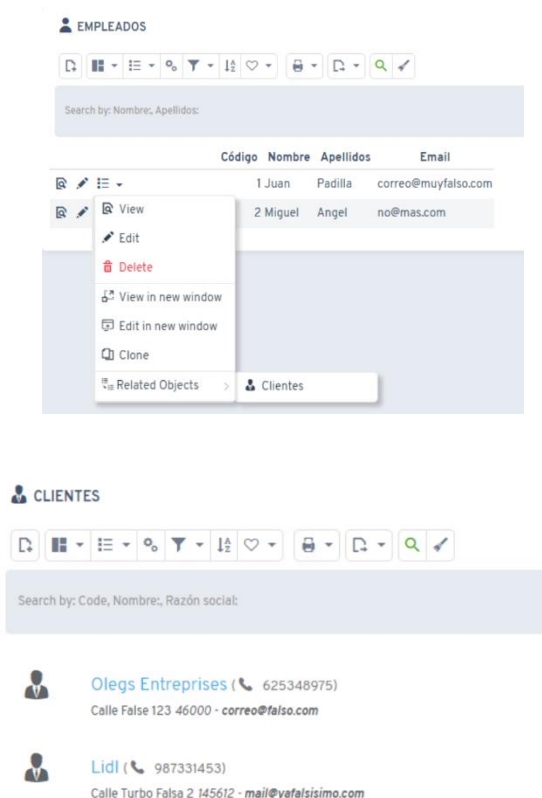 EMPLEADOS
Search by: Nombre:, Apellidos:
Código Nombre Apellidos Email
1 Juan Padilla correo@muyfalso.com
2 Miguel Angel no@mas.com
View
Edit
Delete
View in new window
Edit in new window
Clone
Related Objects > Clientes
CLIENTES
Search by: Code, Nombre:, Razón social:
Olegs Entreprises ( 625348975)
Calle False 123 46000 - correo@falso.com
Lidl ( 987331453)
Calle Turbo Falsa 2 145612 - mail@yafalsisimo.com